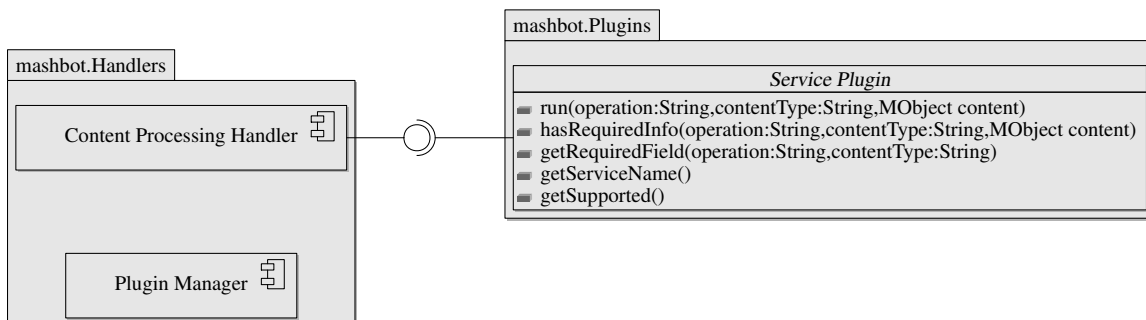 mashbot.Plugins
mashbot.Handlers
Service Plugin
run(operation:String,contentType:String,MObject content)
hasRequiredInfo(operation:String,contentType:String,MObject content)
getRequiredField(operation:String,contentType:String)
getServiceName()
getSupported()
Content Processing Handler
Plugin Manager